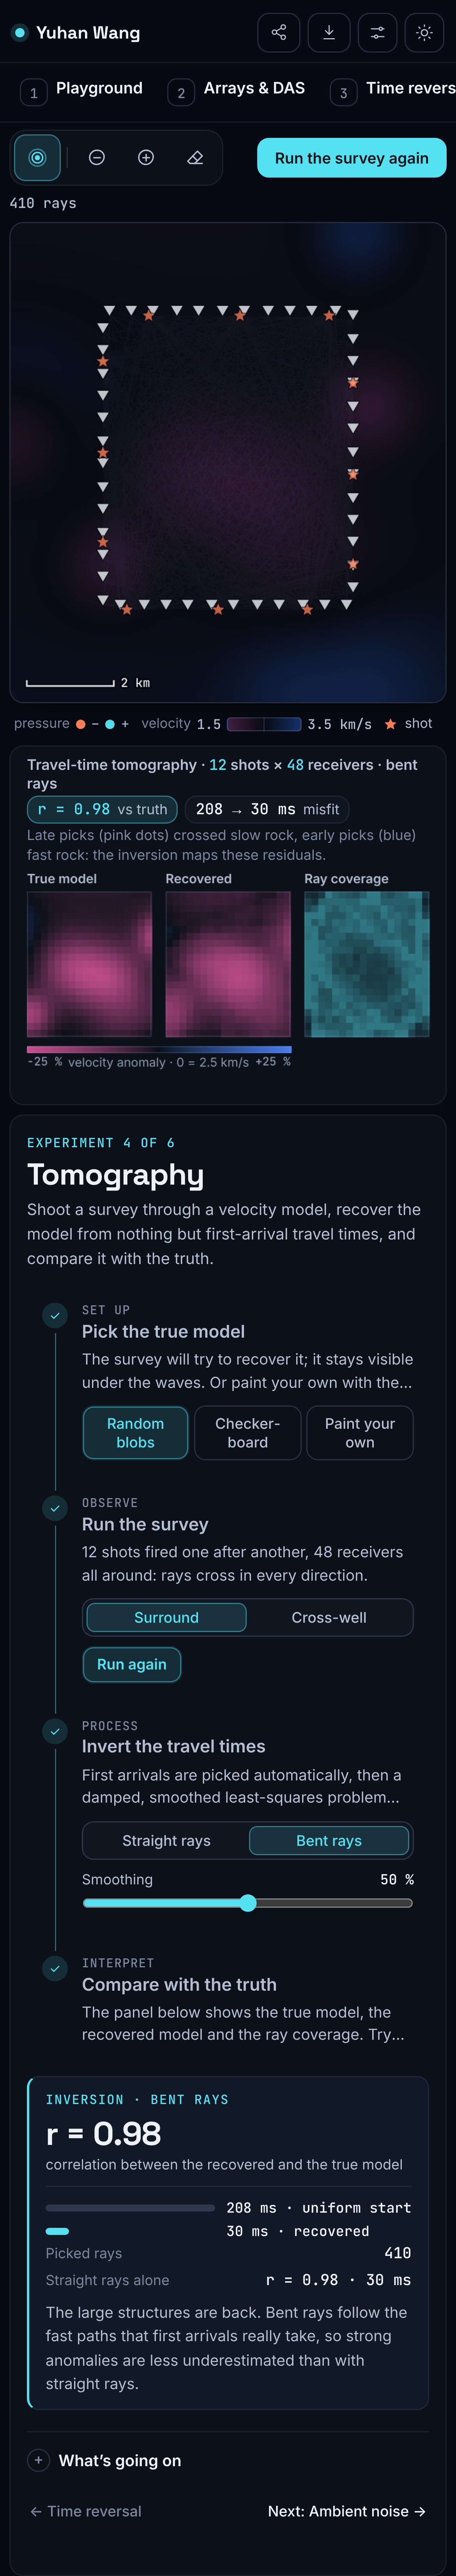 Yuhan Wang
1 Playground 2 Arrays & DAS 3 Time revers
Run the survey again
410 rays
2 km
pressure − + velocity 1.5 3.5 km/s shot
Travel-time tomography · 12 shots × 48 receivers · bent
rays
r = 0.98 vs truth 208 → 30 ms misfit
Late picks (pink dots) crossed slow rock, early picks (blue)
fast rock: the inversion maps these residuals.
True model Recovered Ray coverage
-25 % velocity anomaly · 0 = 2.5 km/s +25 %
EXPERIMENT 4 OF 6
Tomography
Shoot a survey through a velocity model, recover the
model from nothing but first-arrival travel times, and
compare it with the truth.
SET UP
Pick the true model
The survey will try to recover it; it stays visible
under the waves. Or paint your own with the...
Random
blobs
Checker-
board
Paint your
own
OBSERVE
Run the survey
12 shots fired one after another, 48 receivers
all around: rays cross in every direction.
Surround Cross-well
Run again
PROCESS
Invert the travel times
First arrivals are picked automatically, then a
damped, smoothed least-squares problem...
Straight rays Bent rays
Smoothing 50 %
INTERPRET
Compare with the truth
The panel below shows the true model, the
recovered model and the ray coverage. Try...
INVERSION · BENT RAYS
r = 0.98
correlation between the recovered and the true model
208 ms · uniform start
30 ms · recovered
Picked rays 410
Straight rays alone r = 0.98 · 30 ms
The large structures are back. Bent rays follow the
fast paths that first arrivals really take, so strong
anomalies are less underestimated than with
straight rays.
What's going on
← Time reversal Next: Ambient noise →